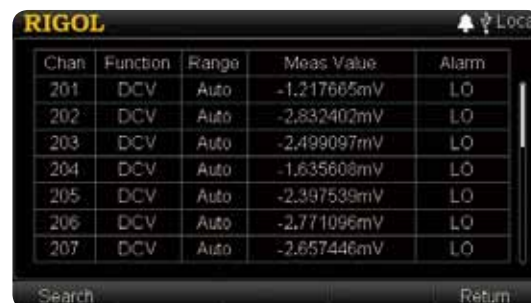 RIGOL Loca
Chan Function Range Meas Value Alarm
201 DCV Auto -1.217665mV LO
202 DCV Auto -2.832402mV LO
203 DCV Auto -2.499097mV LO
204 DCV Auto -1.635608mV LO
205 DCV Auto -2.397539mV LO
206 DCV Auto -2.771096mV LO
207 DCV Auto -2.657446mV LO
Search Return